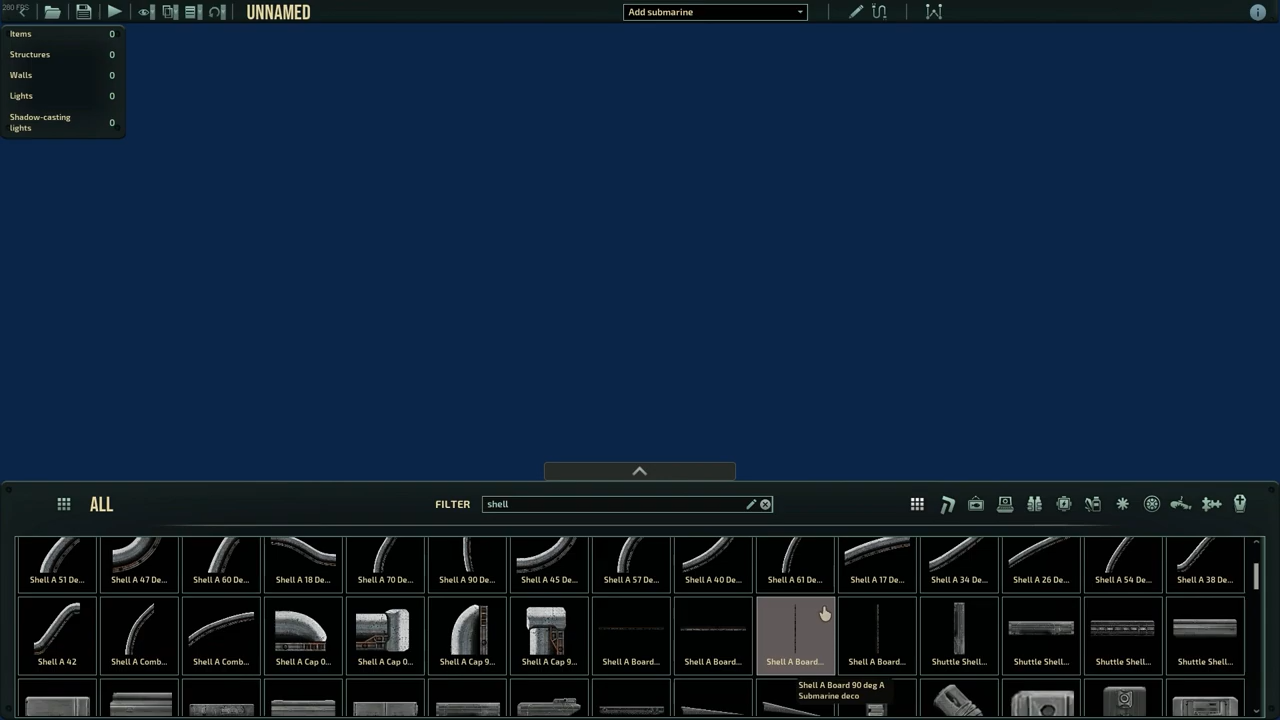 260 FPS
UNNAMED
Add submarine
Items 0
Structures 0
Walls 0
Lights 0
Shadow-casting
lights 0
ALL
FILTER
shell
Shell A 51 De...
Shell A 47 De...
Shell A 60 De...
Shell A 18 De...
Shell A 70 De...
Shell A 90 De...
Shell A 45 De...
Shell A 57 De...
Shell A 40 De...
Shell A 61 De...
Shell A 17 De...
Shell A 34 De...
Shell A 26 De...
Shell A 54 De...
Shell A 38 De...
Shell A 42
Shell A Comb...
Shell A Comb...
Shell A Cap 0...
Shell A Cap 0...
Shell A Cap 9...
Shell A Cap 9...
Shell A Board...
Shell A Board...
Shell A Board...
Shell A Board...
Shuttle Shell...
Shuttle Shell...
Shuttle Shell...
Shuttle Shell...
Shell A Board 90 deg A
Submarine deco